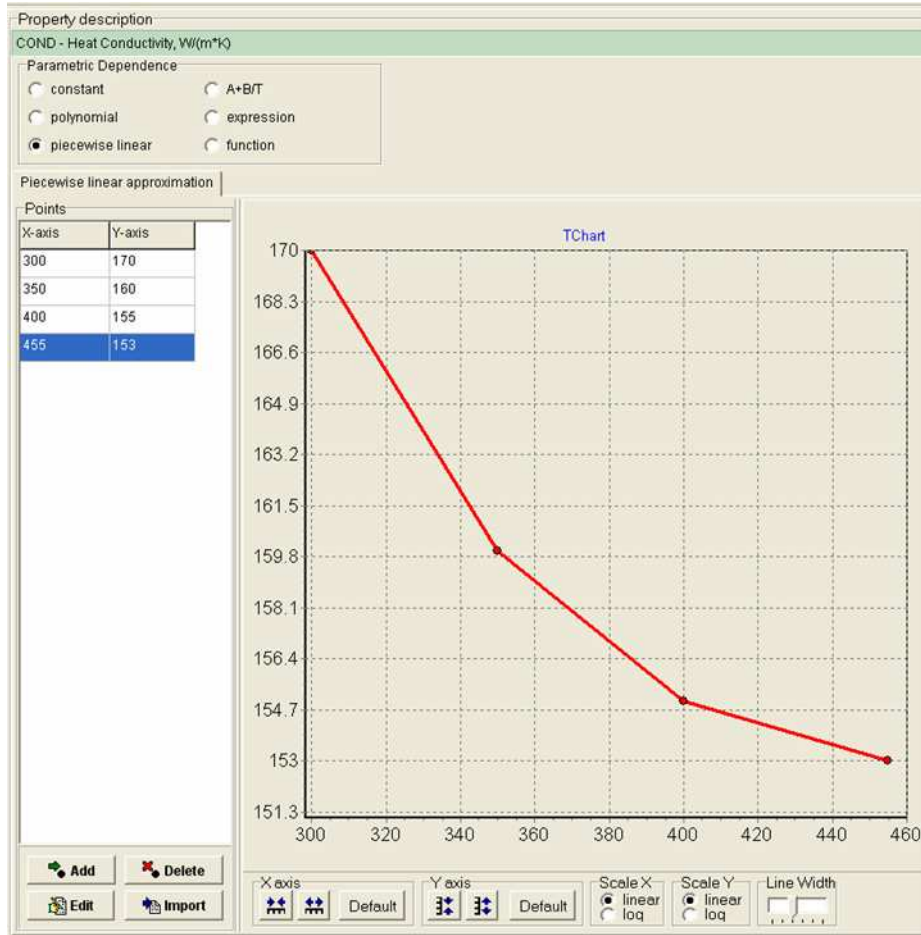 Property description
COND - Heat Conductivity, W/(m*K)
Parametric Dependence
constant
A+B/T
polynomial
expression
piecewise linear
function
Piecewise linear approximation
Points
X-axis Y-axis
300 170
350 160
400 155
455 153
TChart
170
168.3
166.6
164.9
163.2
161.5
159.8
158.1
156.4
154.7
153
151.3
300 320 340 360 380 400 420 440 460
Add
Delete
Edit
Import
X axis
Default
Y axis
Default
Scale X
linear
log
Scale Y
linear
log
Line Width